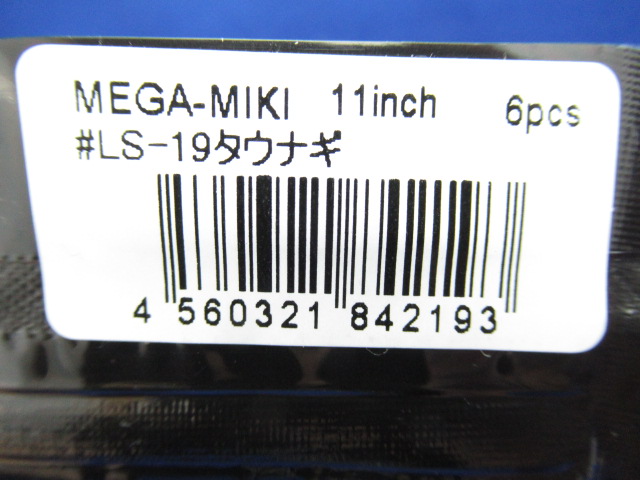 MEGA-MIKI 11inch 6pcs
#LS-19タウナギ
4 560321 842193